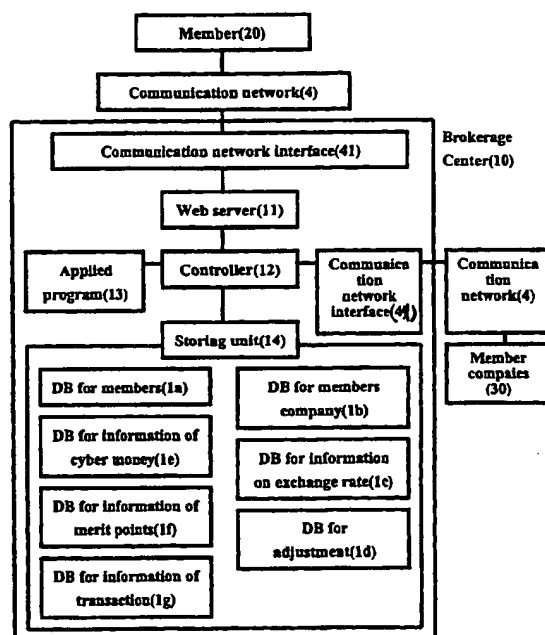 Member(20)
Communication network(4)
Communication network interface(41)
Brokerage
Center(10)
Web server(11)
Applied
program(13)
Controller(12)
Commuaica
tion
network
interface(41)
Communica
tion
network(4)
Storing unit(14)
Member
compaies
(30)
DB for members(1a)
DB for members
company(1b)
DB for information of
cyber money(1e)
DB for information
on exchange rate(1c)
DB for information of
merit points(1f)
DB for
adjustment(1d)
DB for information of
transaction(1g)